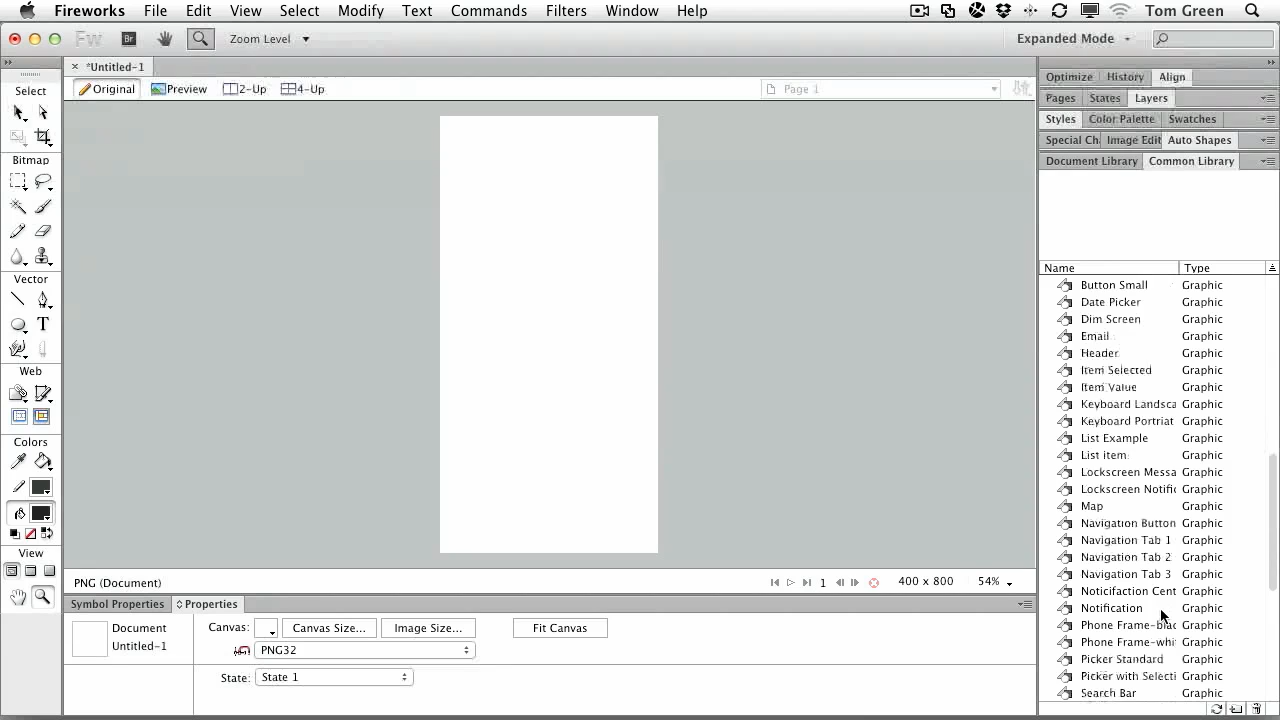 Fireworks File Edit View Select Modify Text Commands Filters Window Help Tom Green
Fw Br Zoom Level Expanded Mode
*Untitled-1
Original Preview 2-Up 4-Up Page 1
Optimize History Align
Pages States Layers
Styles Color Palette Swatches
Special Ch Image Edit Auto Shapes
Document Library Common Library
Select
Bitmap
Vector
Web
Colors
View
Name Type
Button Small Graphic
Date Picker Graphic
Dim Screen Graphic
Email Graphic
Header Graphic
Item Selected Graphic
Item Value Graphic
Keyboard Landsca Graphic
Keyboard Portriat Graphic
List Example Graphic
List item Graphic
Lockscreen Messa Graphic
Lockscreen Notific Graphic
Map Graphic
Navigation Button Graphic
Navigation Tab 1 Graphic
Navigation Tab 2 Graphic
Navigation Tab 3 Graphic
Noticifaction Cent Graphic
Notification Graphic
Phone Frame-blac Graphic
Phone Frame-whi Graphic
Picker Standard Graphic
Picker with Selecti Graphic
Search Bar Graphic
PNG (Document) 1 400 x 800 54%
Symbol Properties Properties
Document
Untitled-1
Canvas: Canvas Size... Image Size... Fit Canvas
PNG32
State: State 1